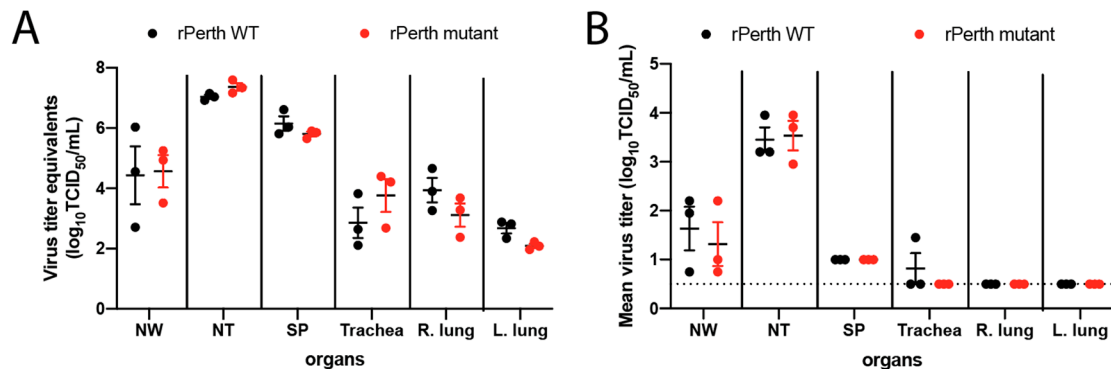 A
rPerth WT
rPerth mutant
Virus titer equivalents
(log10TCID50/mL)
8
6
4
2
0
NW
NT
SP
Trachea
R. lung
L. lung
organs
B
rPerth WT
rPerth mutant
Mean virus titer (log10TCID50/mL)
5
4
3
2
1
0
NW
NT
SP
Trachea
R. lung
L. lung
organs